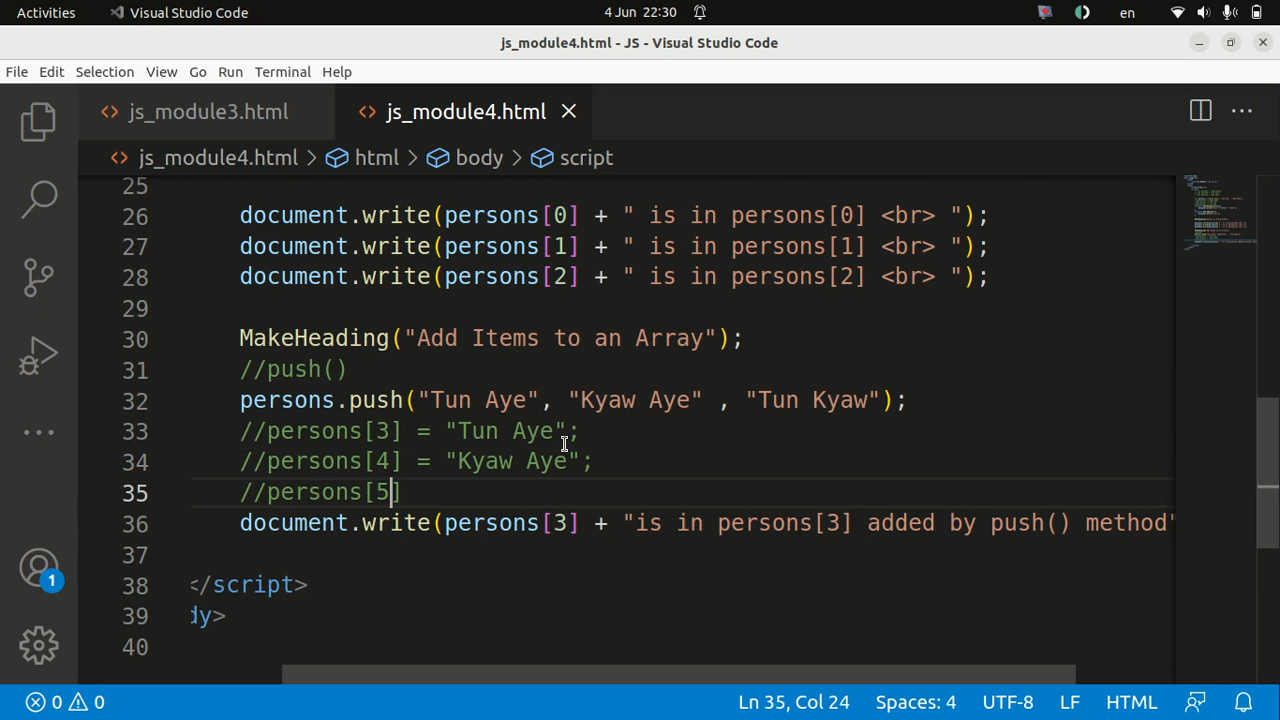 Activities Visual Studio Code 4 Jun 22:30 en
js_module4.html - JS - Visual Studio Code
File Edit Selection View Go Run Terminal Help
js_module3.html js_module4.html
js_module4.html > html > body > script
25
26 document.write(persons[0] + " is in persons[0] <br> ");
27 document.write(persons[1] + " is in persons[1] <br> ");
28 document.write(persons[2] + " is in persons[2] <br> ");
29
30 MakeHeading("Add Items to an Array");
31 //push()
32 persons.push("Tun Aye", "Kyaw Aye" , "Tun Kyaw");
33 //persons[3] = "Tun Aye";
34 //persons[4] = "Kyaw Aye";
35 //persons[5]
36 document.write(persons[3] + "is in persons[3] added by push() method"
37
38 </script>
39 dy>
40
1
0 0 Ln 35, Col 24 Spaces: 4 UTF-8 LF HTML